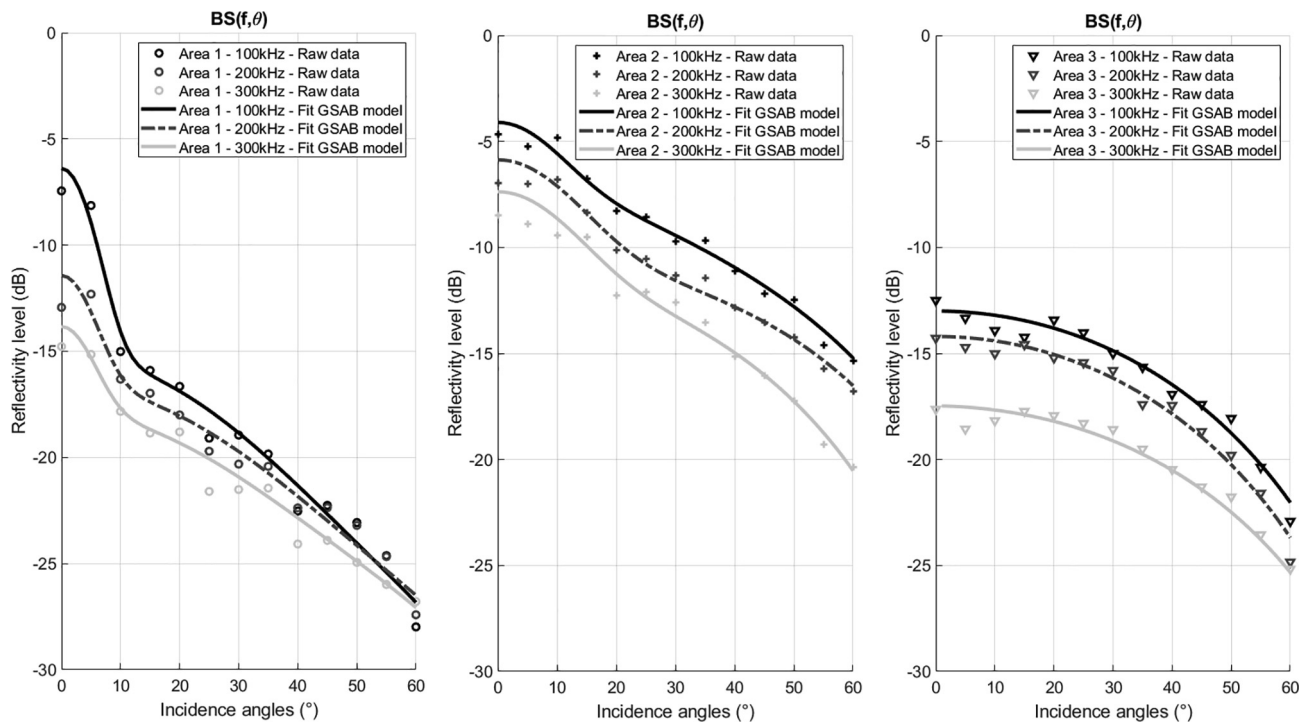 BS(f,θ)
Area 1 - 100kHz - Raw data
Area 1 - 200kHz - Raw data
Area 1 - 300kHz - Raw data
Area 1 - 100kHz - Fit GSAB model
Area 1 - 200kHz - Fit GSAB model
Area 1 - 300kHz - Fit GSAB model
0
-5
-10
-15
-20
-25
-30
Reflectivity level (dB)
0 10 20 30 40 50 60
Incidence angles (°)
BS(f,θ)
Area 2 - 100kHz - Raw data
Area 2 - 200kHz - Raw data
Area 2 - 300kHz - Raw data
Area 2 - 100kHz - Fit GSAB model
Area 2 - 200kHz - Fit GSAB model
Area 2 - 300kHz - Fit GSAB model
0
-5
-10
-15
-20
-25
-30
Reflectivity level (dB)
0 10 20 30 40 50 60
Incidence angles (°)
BS(f,θ)
Area 3 - 100kHz - Raw data
Area 3 - 200kHz - Raw data
Area 3 - 300kHz - Raw data
Area 3 - 100kHz - Fit GSAB model
Area 3 - 200kHz - Fit GSAB model
Area 3 - 300kHz - Fit GSAB model
0
-5
-10
-15
-20
-25
-30
Reflectivity level (dB)
0 10 20 30 40 50 60
Incidence angles (°)